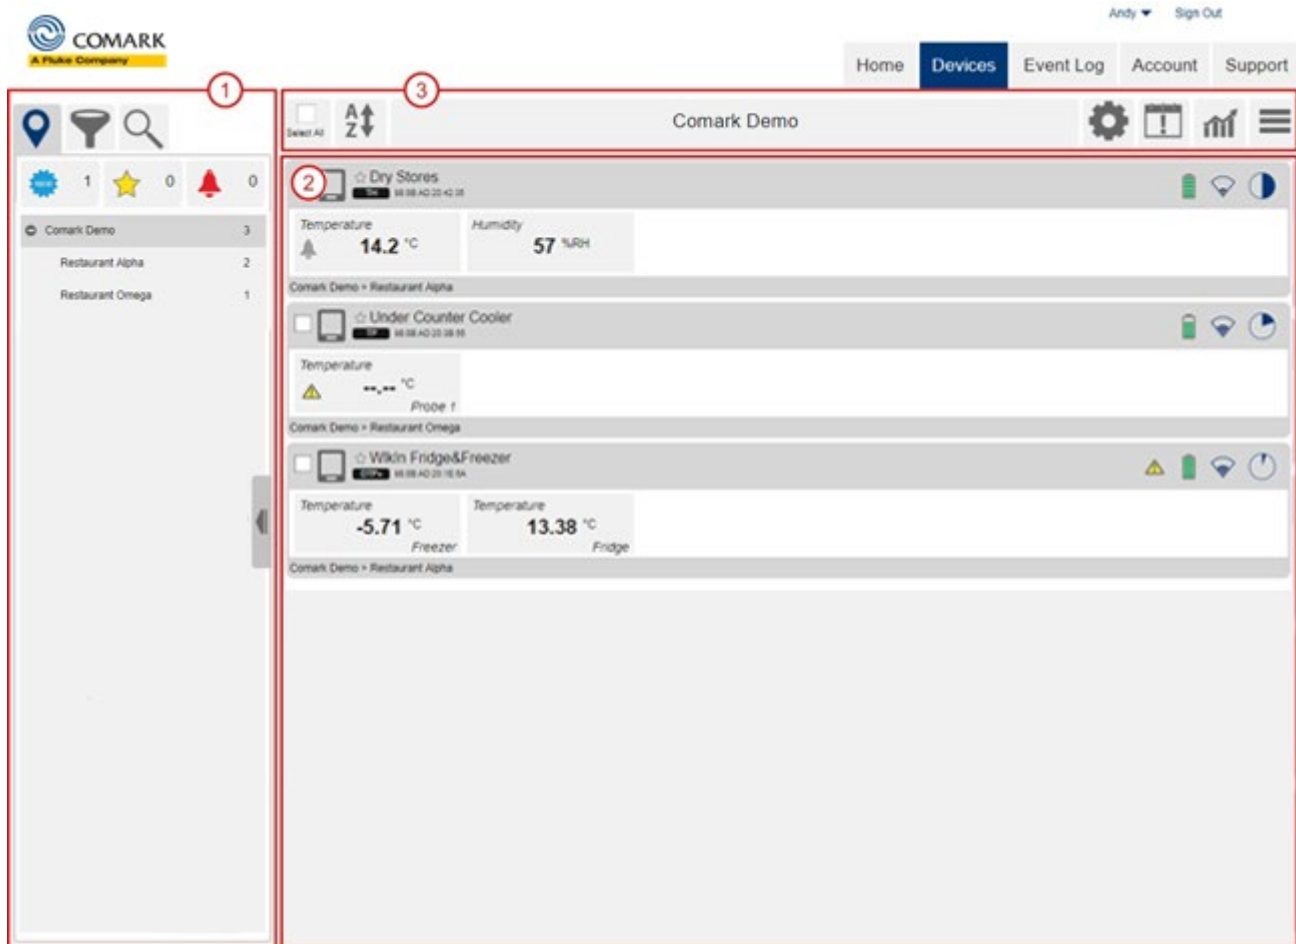 Andy Sign Out
COMARK
A Fluke Company
Home Devices Event Log Account Support
1
3
Select All
A
Z
Comark Demo
NEW 1 0 0
Comark Demo 3
Restaurant Alpha 2
Restaurant Omega 1
2
Dry Stores
Temperature Humidity
14.2 °C 57 %RH
Comark Demo > Restaurant Alpha
Under Counter Cooler
Temperature
--.-- °C
Probe 1
Comark Demo > Restaurant Omega
WlkIn Fridge&Freezer
Temperature Temperature
-5.71 °C 13.38 °C
Freezer Fridge
Comark Demo > Restaurant Alpha